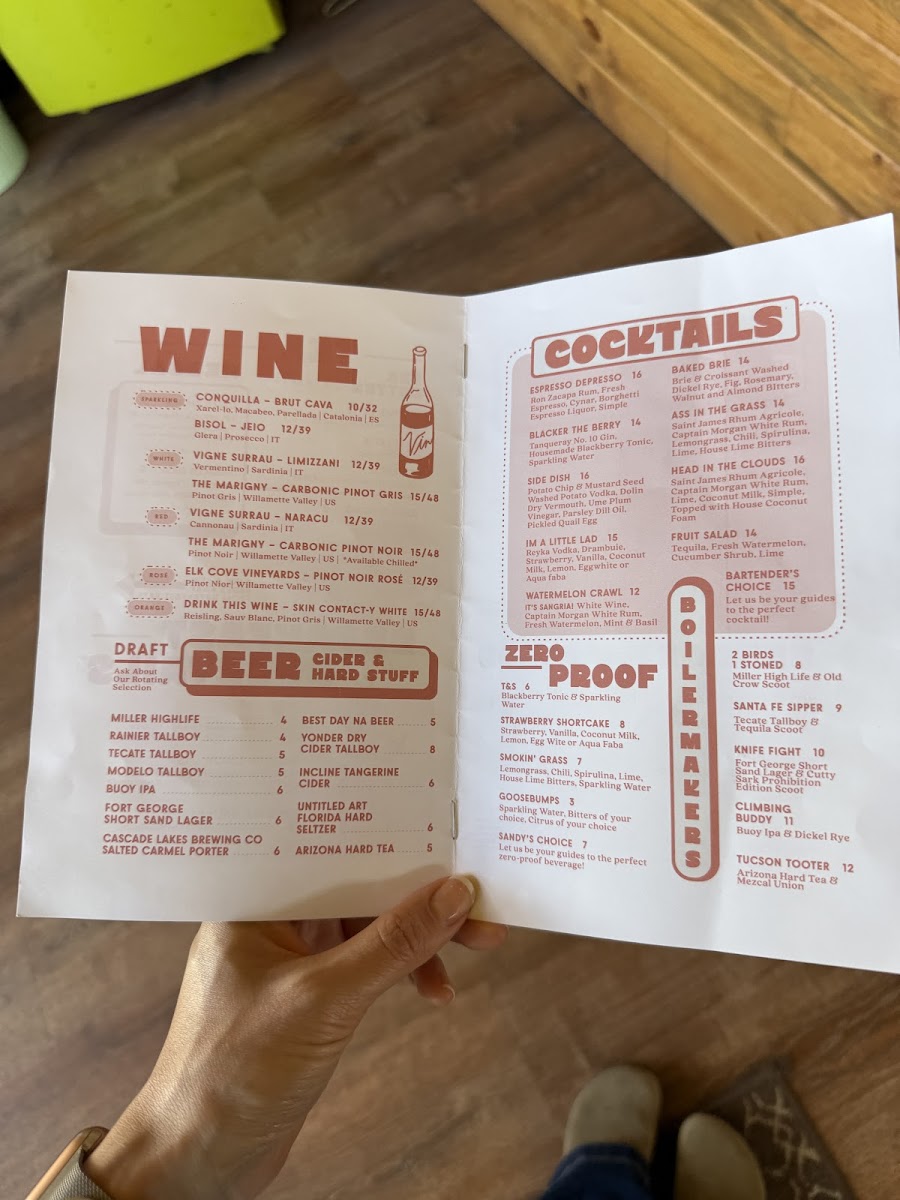 WINE
SPARKLING
CONQUILLA – BRUT CAVA 10/32
Xarel-lo, Macabeo, Parellada | Catalonia | ES
BISOL – JEIO 12/39
Glera | Prosecco | IT
WHITE
VIGNE SURRAU – LIMIZZANI 12/39
Vermentino | Sardinia | IT
THE MARIGNY – CARBONIC PINOT GRIS 15/48
Pinot Gris | Willamette Valley | US
RED
VIGNE SURRAU – NARACU 12/39
Cannonau | Sardinia | IT
THE MARIGNY – CARBONIC PINOT NOIR 15/48
Pinot Noir | Willamette Valley | US | *Available Chilled*
ROSÉ
ELK COVE VINEYARDS – PINOT NOIR ROSÉ 12/39
Pinot Nior| Willamette Valley | US
ORANGE
DRINK THIS WINE – SKIN CONTACT-Y WHITE 15/48
Reisling, Sauv Blanc, Pinot Gris | Willamette Valley | US
Vin
DRAFT
Ask About
Our Rotating
Selection
BEER CIDER &
HARD STUFF
MILLER HIGHLIFE 4
RAINIER TALLBOY 4
TECATE TALLBOY 5
MODELO TALLBOY 5
BUOY IPA 6
FORT GEORGE
SHORT SAND LAGER 6
CASCADE LAKES BREWING CO
SALTED CARMEL PORTER 6
BEST DAY NA BEER 5
YONDER DRY
CIDER TALLBOY 8
INCLINE TANGERINE
CIDER 6
UNTITLED ART
FLORIDA HARD
SELTZER 6
ARIZONA HARD TEA 5
COCKTAILS
ESPRESSO DEPRESSO 16
Ron Zacapa Rum, Fresh
Espresso, Cynar, Borghetti
Espresso Liquor, Simple
BLACKER THE BERRY 14
Tanqueray No. 10 Gin,
Housemade Blackberry Tonic,
Sparkling Water
SIDE DISH 16
Potato Chip & Mustard Seed
Washed Potato Vodka, Dolin
Dry Vermouth, Ume Plum
Vinegar, Parsley Dill Oil,
Pickled Quail Egg
IM A LITTLE LAD 15
Reyka Vodka, Drambuie,
Strawberry, Vanilla, Coconut
Milk, Lemon, Eggwhite or
Aqua faba
WATERMELON CRAWL 12
IT'S SANGRIA! White Wine,
Captain Morgan White Rum,
Fresh Watermelon, Mint & Basil
BAKED BRIE 14
Brie & Croissant Washed
Dickel Rye, Fig, Rosemary,
Walnut and Almond Bitters
ASS IN THE GRASS 14
Saint James Rhum Agricole,
Captain Morgan White Rum,
Lemongrass, Chili, Spirulina,
Lime, House Lime Bitters
HEAD IN THE CLOUDS 16
Saint James Rhum Agricole,
Captain Morgan White Rum,
Lime, Coconut Milk, Simple,
Topped with House Coconut
Foam
FRUIT SALAD 14
Tequila, Fresh Watermelon,
Cucumber Shrub, Lime
BARTENDER'S
CHOICE 15
Let us be your guides
to the perfect
cocktail!
ZERO
PROOF
T&S 6
Blackberry Tonic & Sparkling
Water
STRAWBERRY SHORTCAKE 8
Strawberry, Vanilla, Coconut Milk,
Lemon, Egg Wite or Aqua Faba
SMOKIN' GRASS 7
Lemongrass, Chili, Spirulina, Lime,
House Lime Bitters, Sparkling Water
GOOSEBUMPS 3
Sparkling Water, Bitters of your
choice, Citrus of your choice
SANDY'S CHOICE 7
Let us be your guides to the perfect
zero-proof beverage!
BOILERMAKERS
2 BIRDS
1 STONED 8
Miller High Life & Old
Crow Scoot
SANTA FE SIPPER 9
Tecate Tallboy &
Tequila Scoot
KNIFE FIGHT 10
Fort George Short
Sand Lager & Cutty
Sark Prohibition
Edition Scoot
CLIMBING
BUDDY 11
Buoy Ipa & Dickel Rye
TUCSON TOOTER 12
Arizona Hard Tea &
Mezcal Union